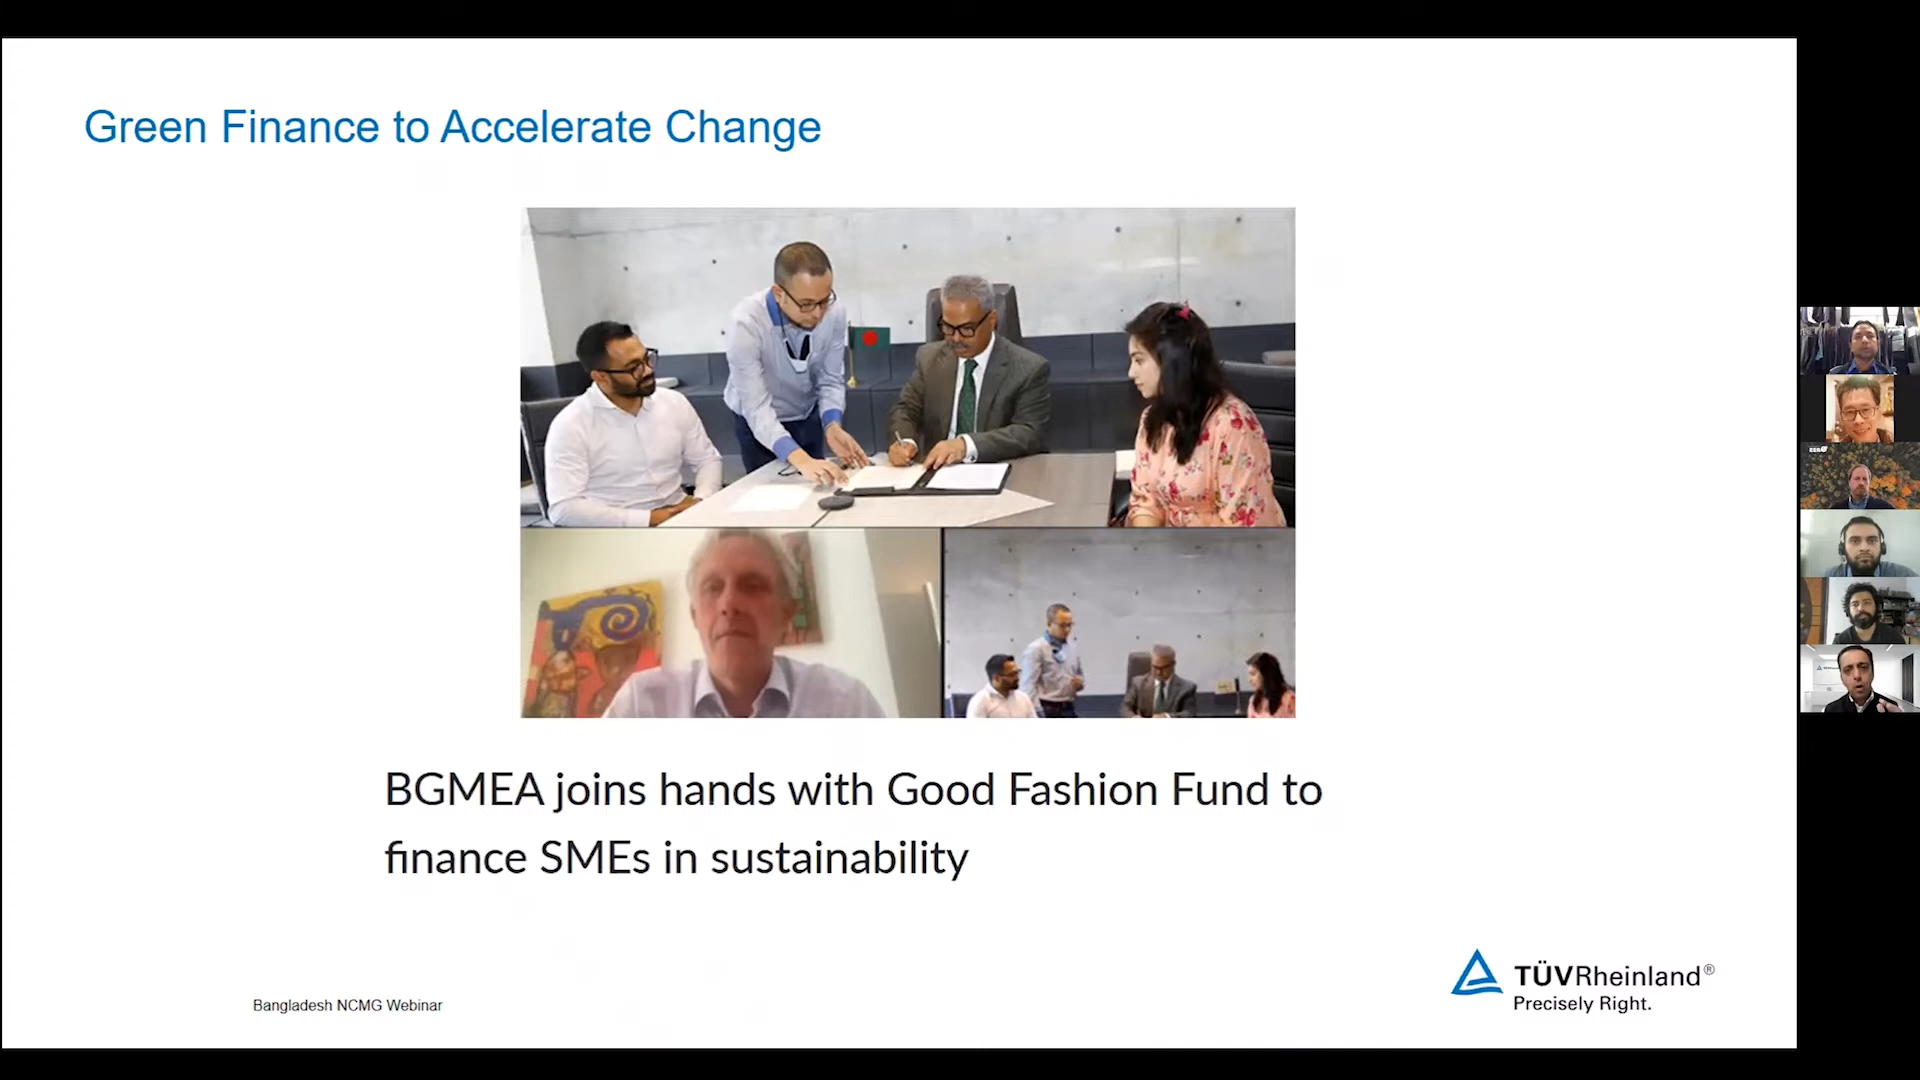 Green Finance to Accelerate Change
BGMEA joins hands with Good Fashion Fund to
finance SMEs in sustainability
Bangladesh NCMG Webinar
TÜVRheinland®
Precisely Right.